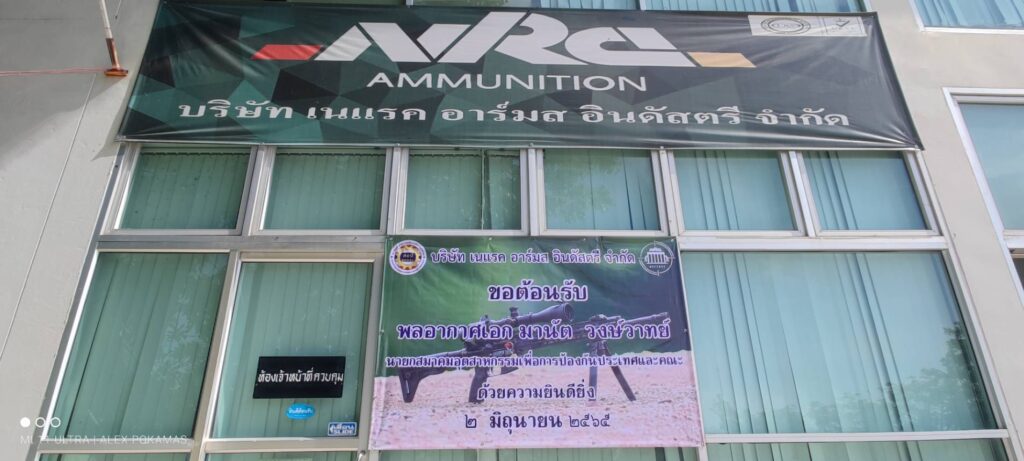 NRC
AMMUNITION
บริษัท เนแรค อาร์มส อินดัสตรี จำกัด
บริษัท เนแรค อาร์มส อินดัสตรี จำกัด
ขอต้อนรับ
พลอากาศเอก มานัต วงษ์วาทย์
นายกสมาคมอุตสาหกรรมเพื่อการป้องกันประเทศและคณะ
ด้วยความยินดียิ่ง
๒ มิถุนายน ๒๕๖๕
ห้องเจ้าหน้าที่ควบคุม
เลื่อน
SLIDE
MI 11 ULTRA | ALEX POKAMAS